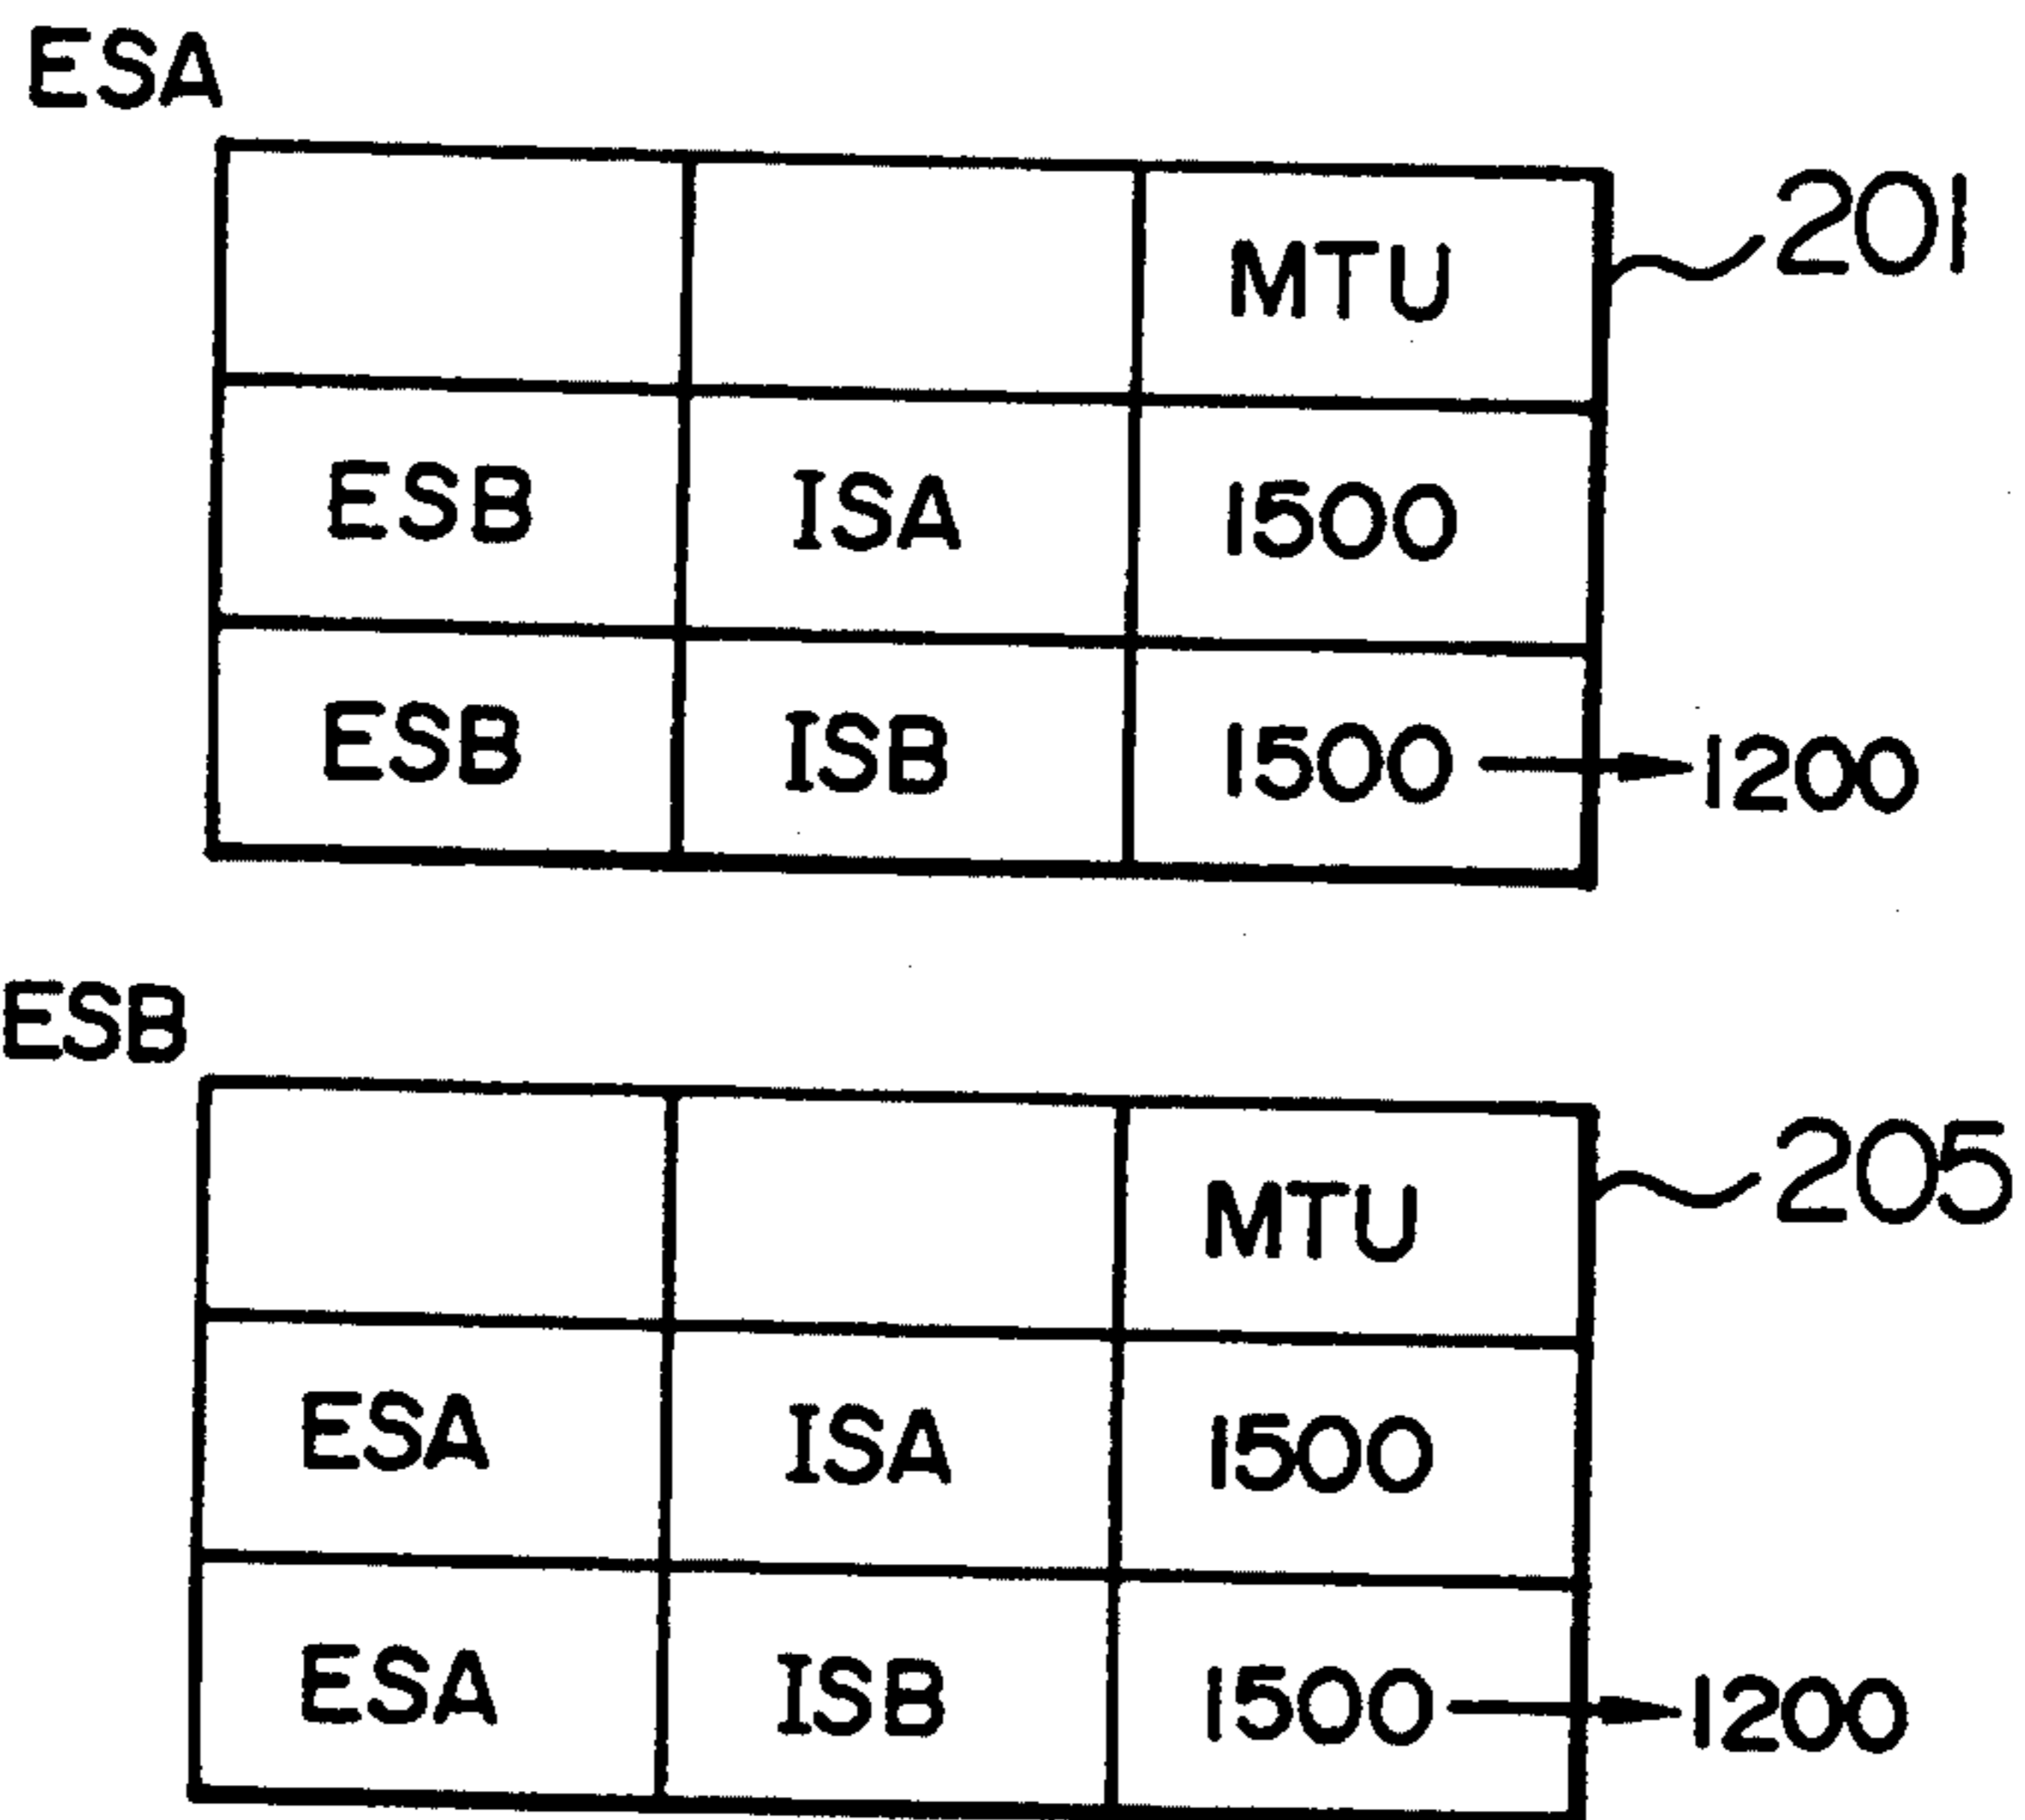 ESA
MTU 201
ESB ISA 1500
ESB ISB 1500 1200
ESB
MTU 205
ESA ISA 1500
ESA ISB 1500 1200